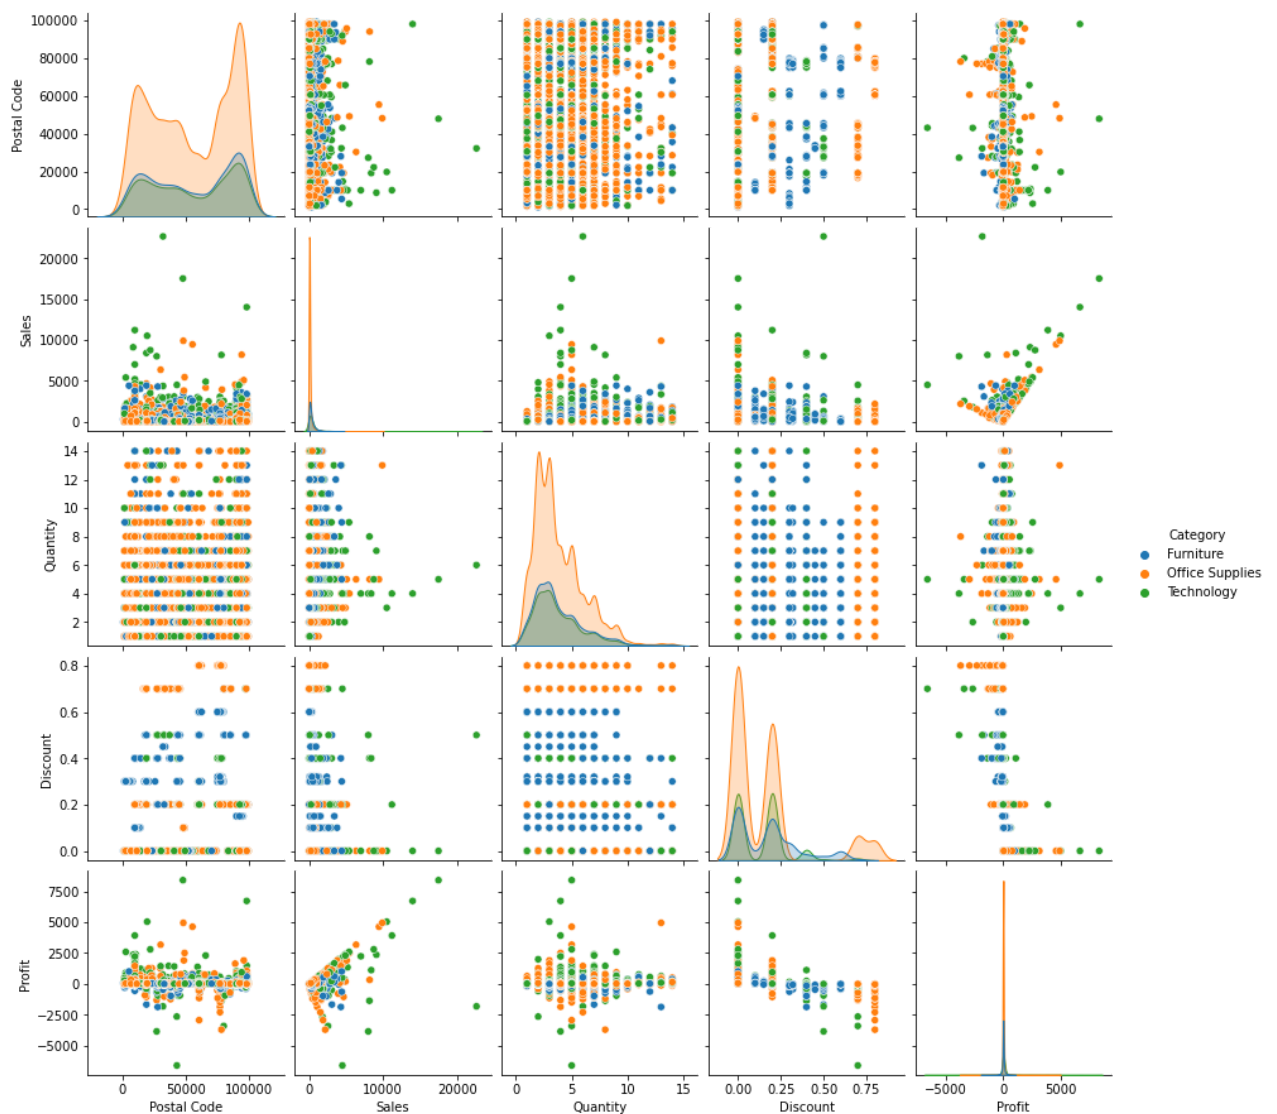 100000
80000
60000
40000
20000
0
Postal Code
20000
15000
10000
5000
0
Sales
14
12
10
8
6
4
2
Quantity
Category
Furniture
Office Supplies
Technology
0.8
0.6
0.4
0.2
0.0
Discount
7500
5000
2500
0
−2500
−5000
Profit
0 50000 100000 0 10000 20000 0 5 10 15 0.00 0.25 0.50 0.75 −5000 0 5000
Postal Code Sales Quantity Discount Profit